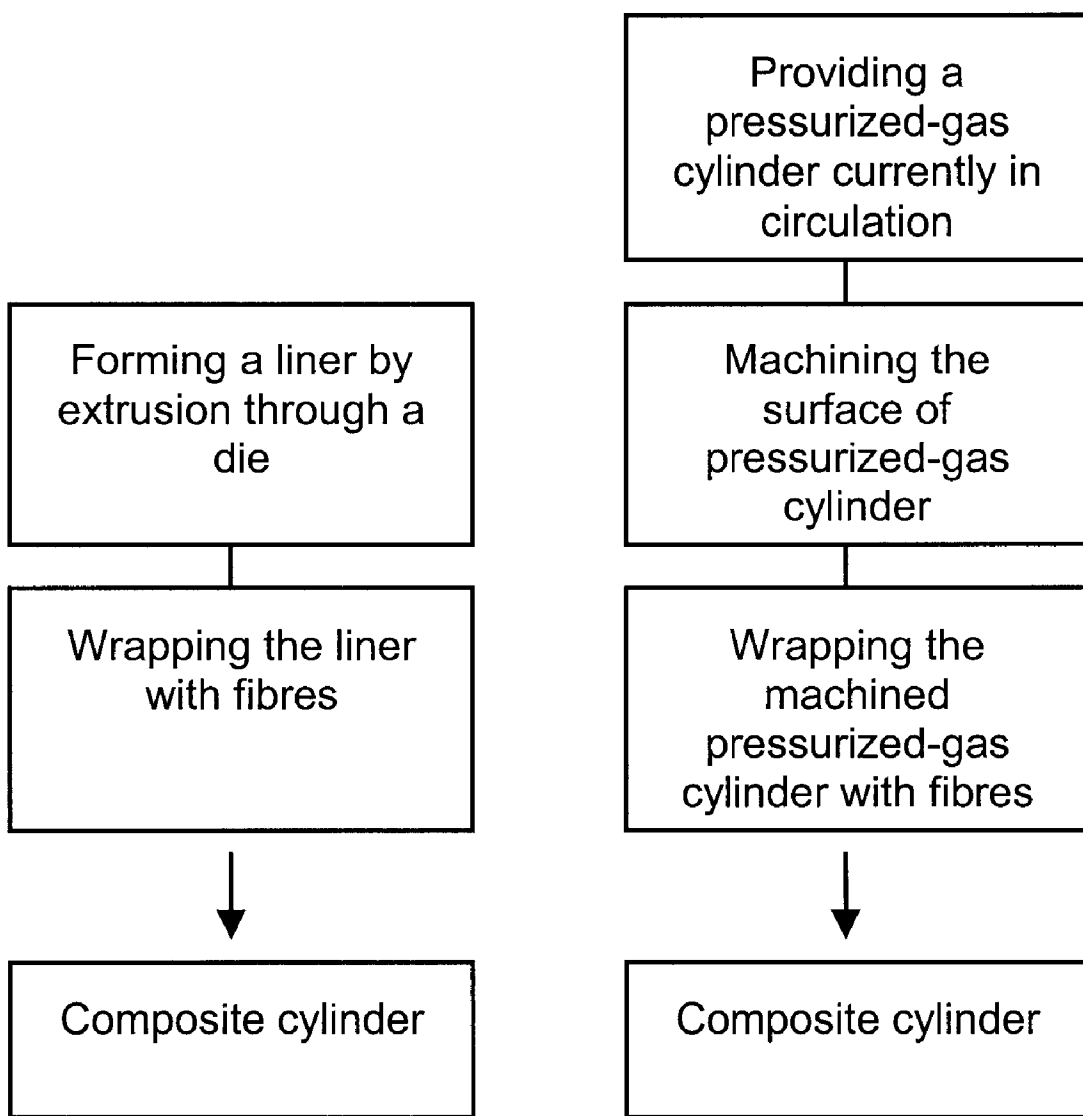 Forming a liner by
extrusion through a
die
Wrapping the liner
with fibres
Composite cylinder
Providing a
pressurized-gas
cylinder currently in
circulation
Machining the
surface of
pressurized-gas
cylinder
Wrapping the
machined
pressurized-gas
cylinder with fibres
Composite cylinder